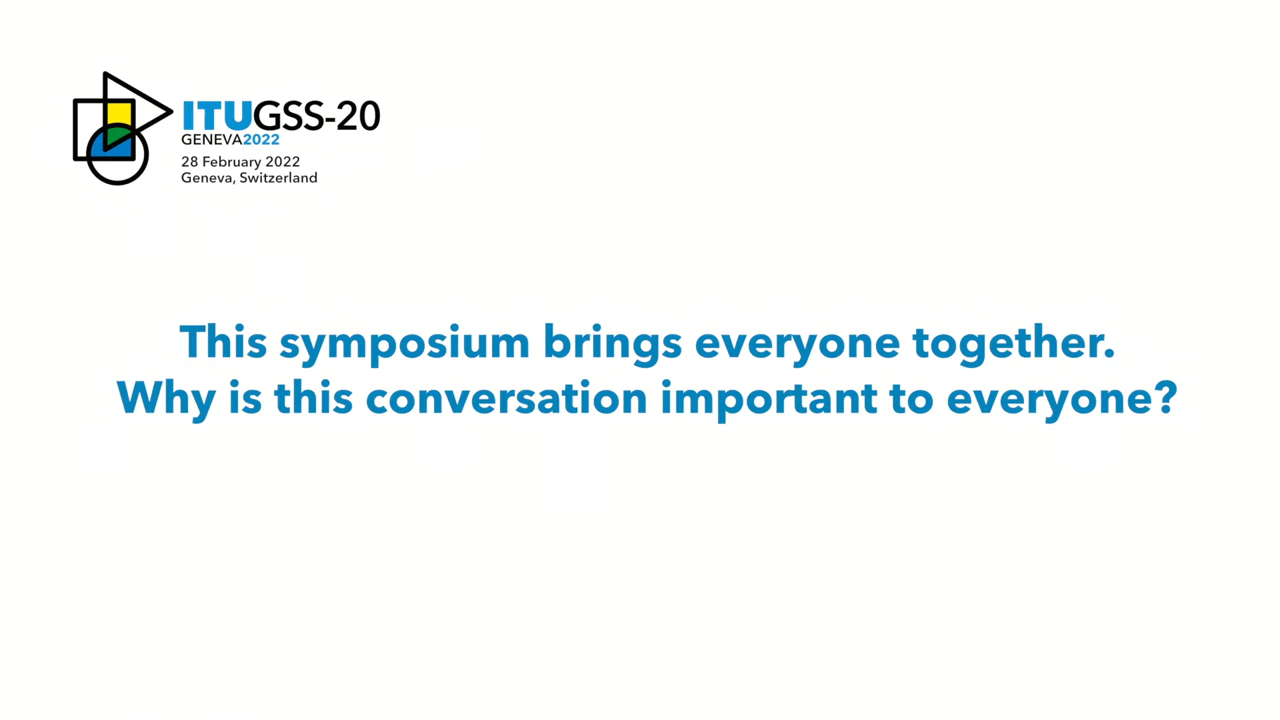 ITUGSS-20
GENEVA2022
28 February 2022
Geneva, Switzerland
This symposium brings everyone together.
Why is this conversation important to everyone?